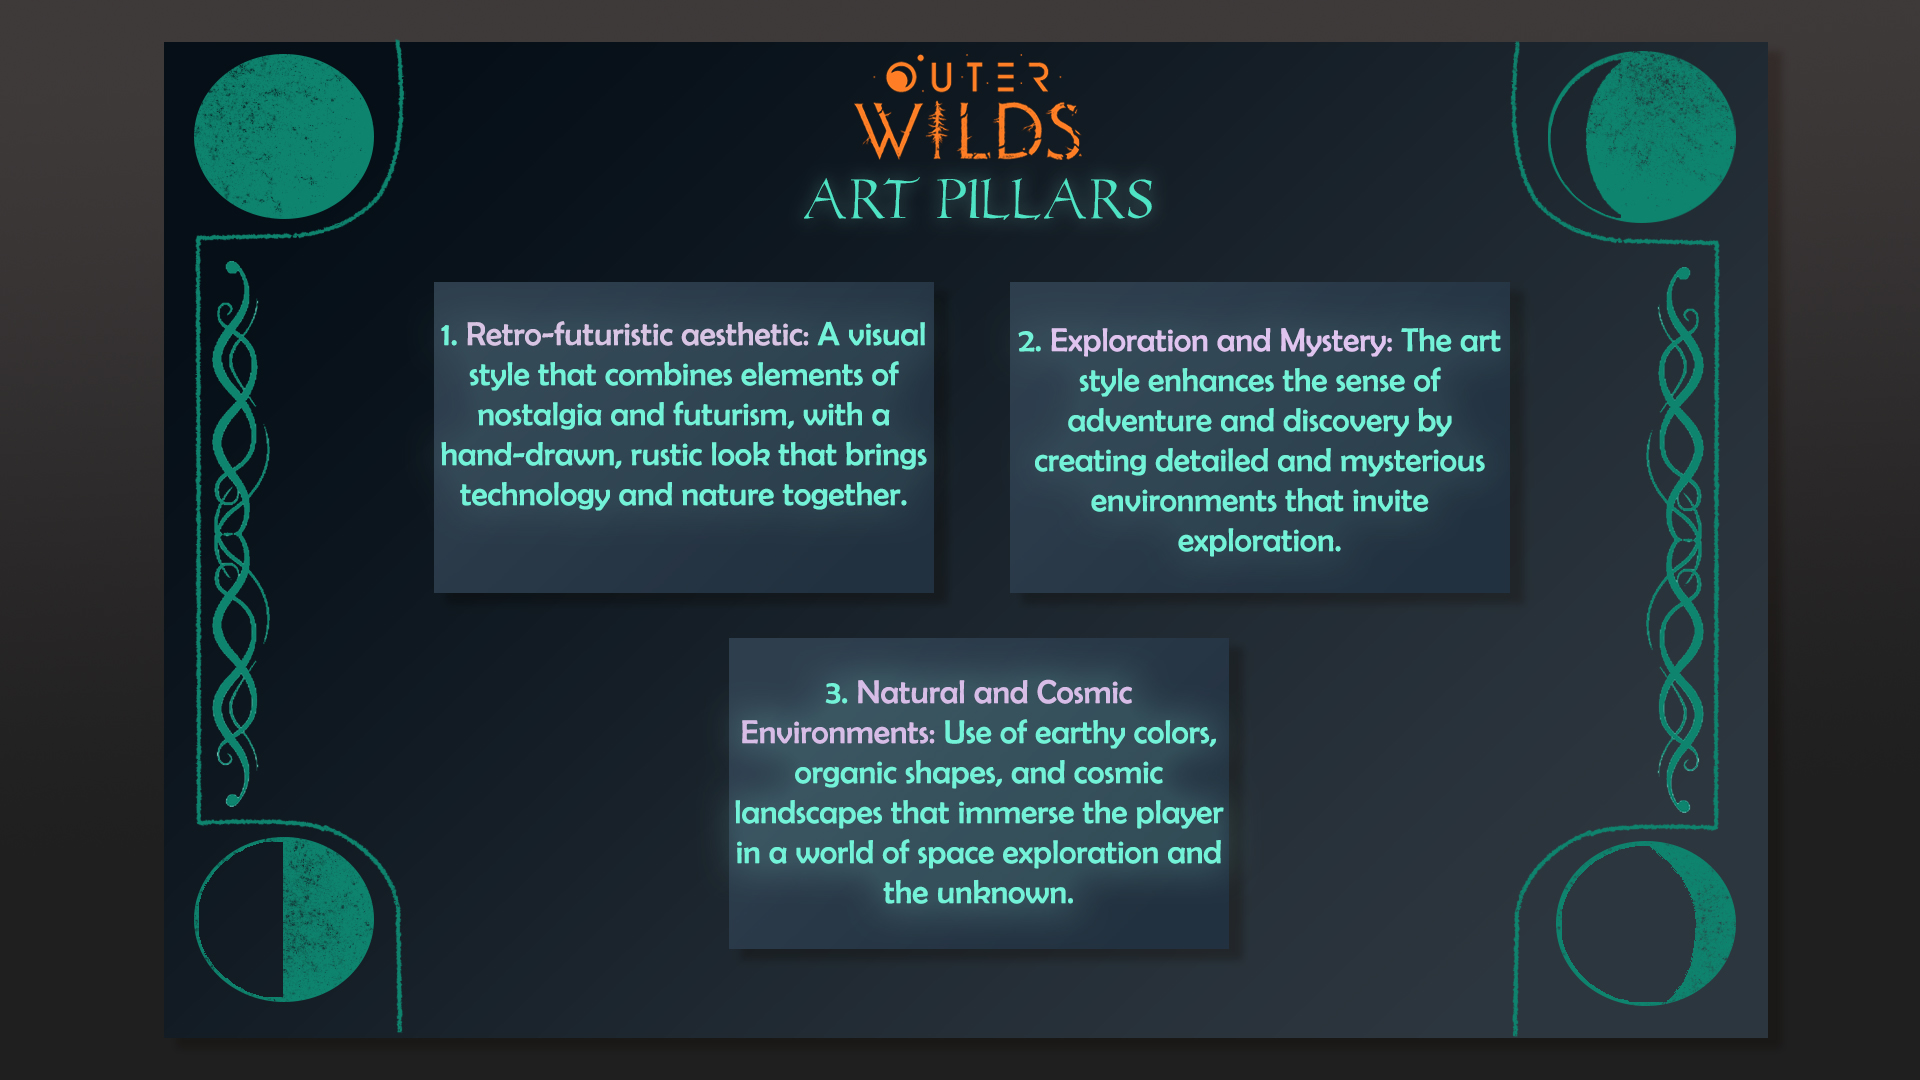 OUTER
WILDS
ART PILLARS
1. Retro-futuristic aesthetic: A visual
style that combines elements of
nostalgia and futurism, with a
hand-drawn, rustic look that brings
technology and nature together.
2. Exploration and Mystery: The art
style enhances the sense of
adventure and discovery by
creating detailed and mysterious
environments that invite
exploration.
3. Natural and Cosmic
Environments: Use of earthy colors,
organic shapes, and cosmic
landscapes that immerse the player
in a world of space exploration and
the unknown.